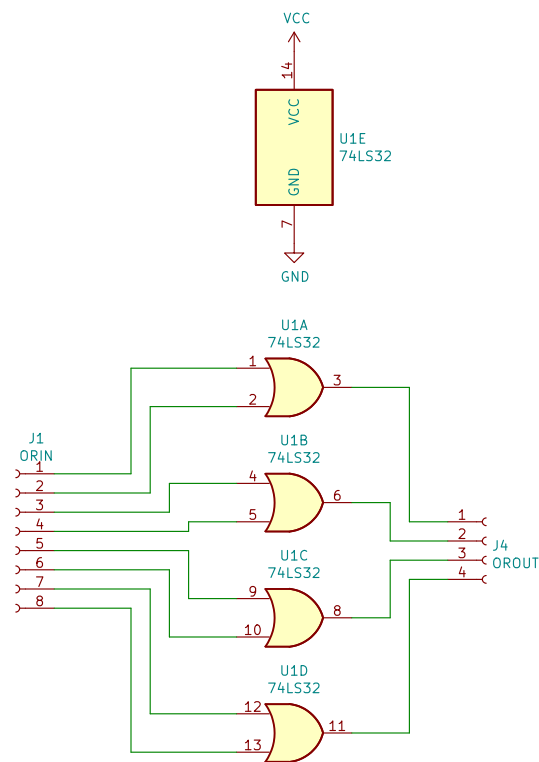 VCC
14
VCC
U1E
74LS32
GND
7
GND
U1A
74LS32
1
3
2
J1
ORIN
1
2
3
4
5
6
7
8
U1B
74LS32
4
6
5
U1C
74LS32
9
8
10
U1D
74LS32
12
11
13
1
2
3
4
J4
OROUT